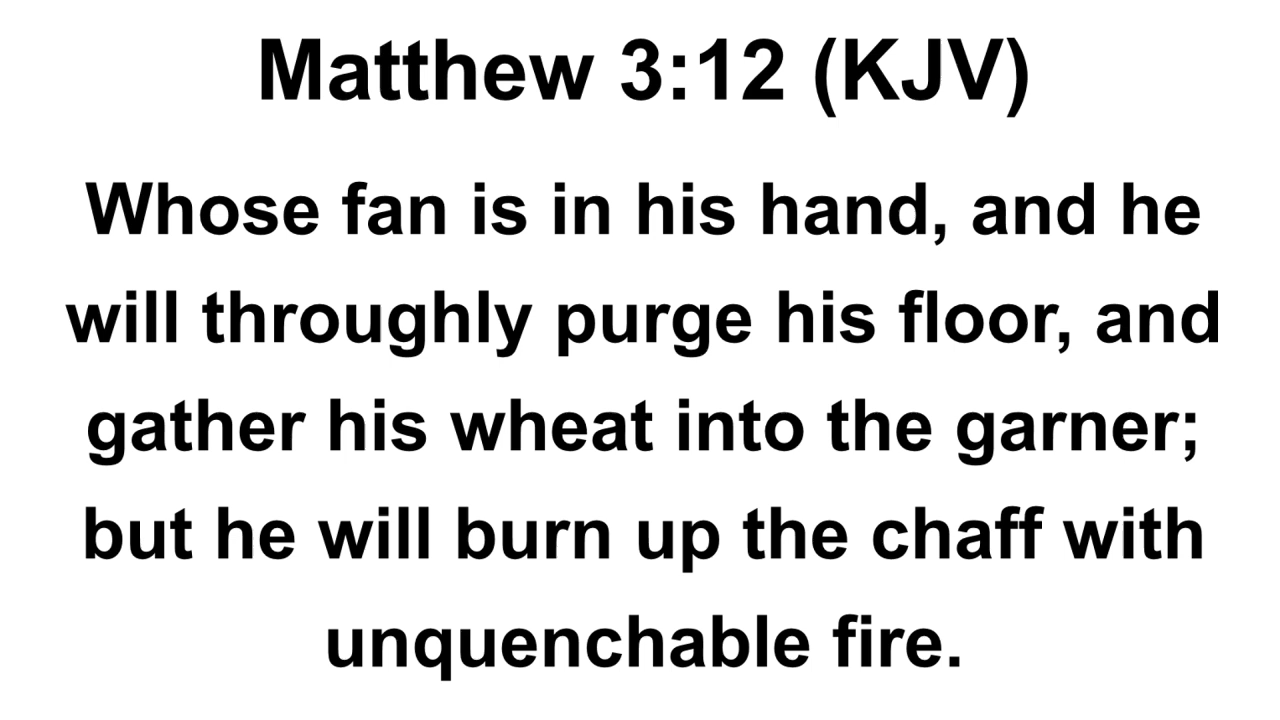 Matthew 3:12 (KJV)
Whose fan is in his hand, and he
will throughly purge his floor, and
gather his wheat into the garner;
but he will burn up the chaff with
unquenchable fire.